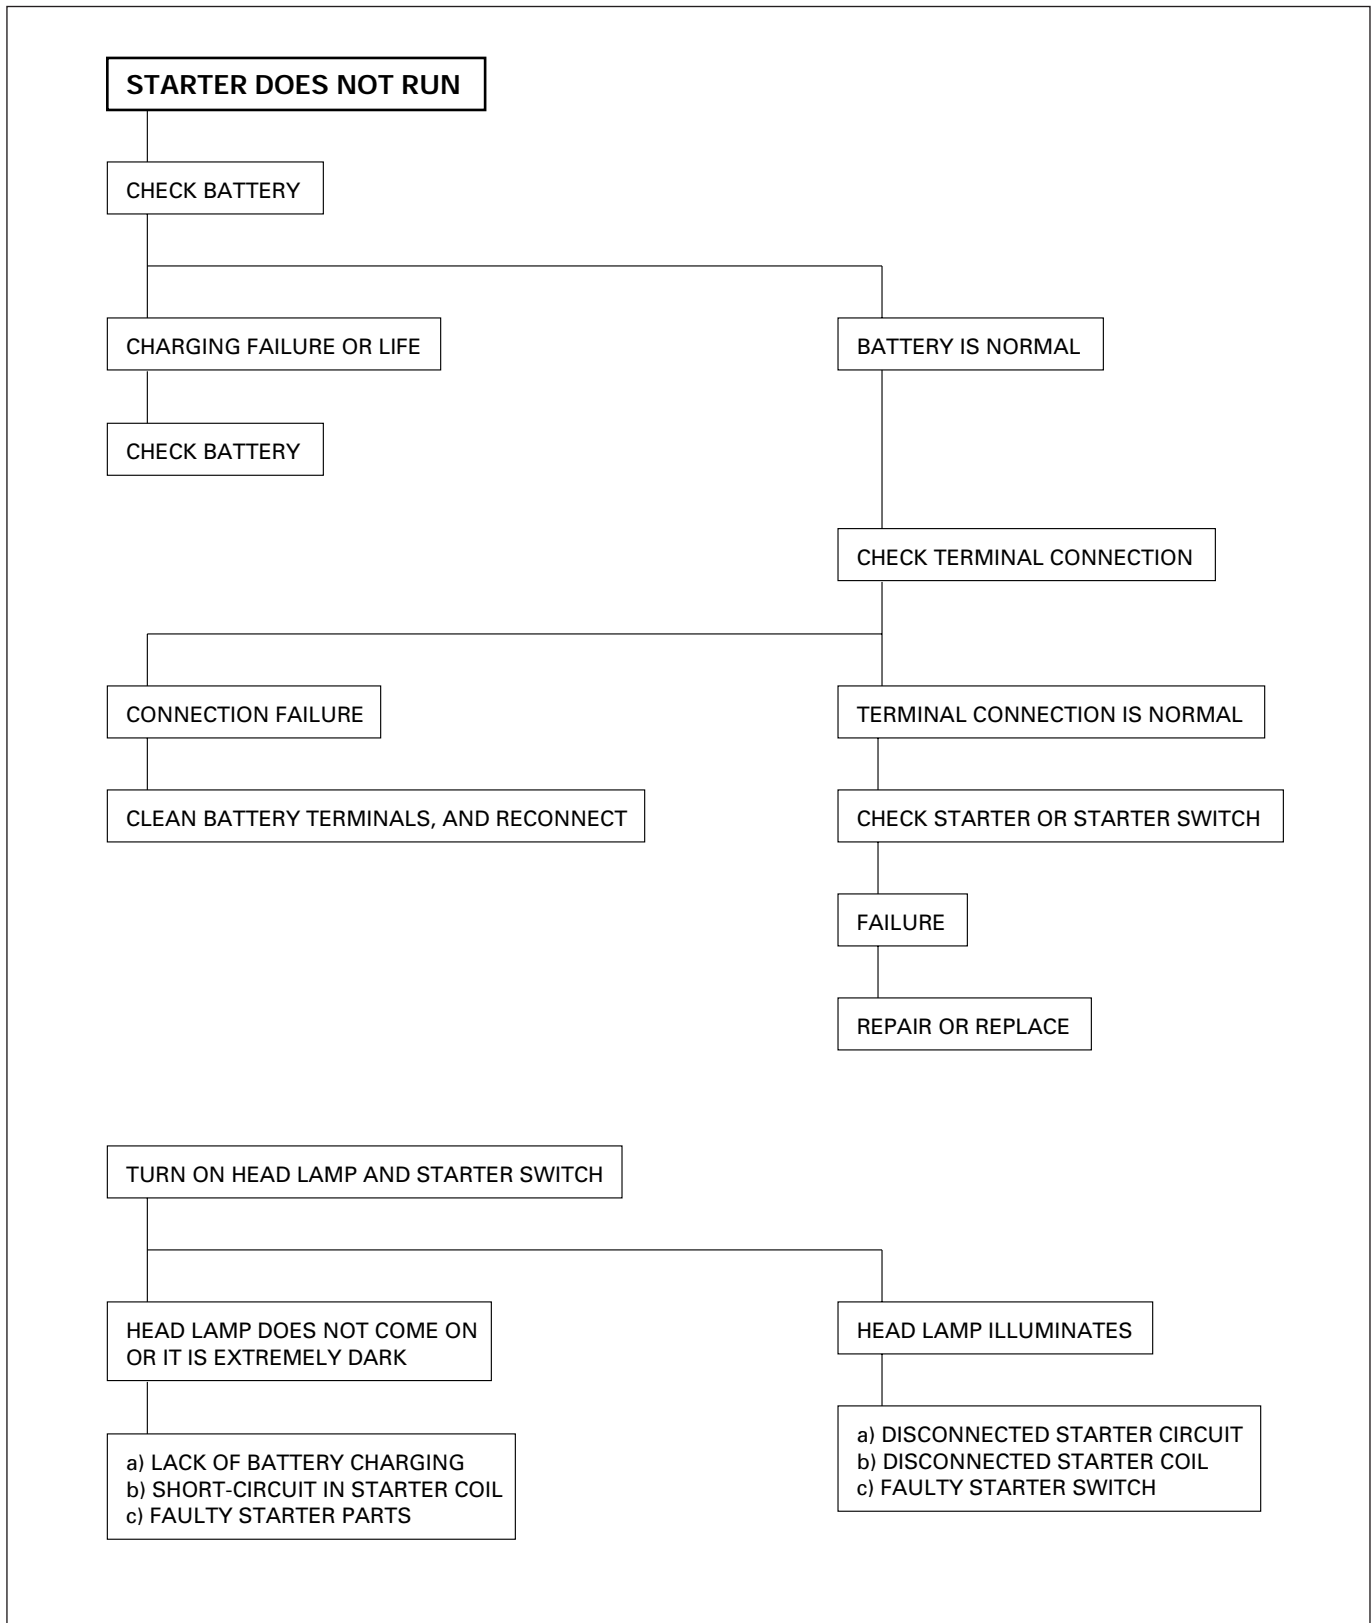 STARTER DOES NOT RUN
CHECK BATTERY
CHARGING FAILURE OR LIFE
BATTERY IS NORMAL
CHECK BATTERY
CHECK TERMINAL CONNECTION
CONNECTION FAILURE
TERMINAL CONNECTION IS NORMAL
CLEAN BATTERY TERMINALS, AND RECONNECT
CHECK STARTER OR STARTER SWITCH
FAILURE
REPAIR OR REPLACE
TURN ON HEAD LAMP AND STARTER SWITCH
HEAD LAMP DOES NOT COME ON
OR IT IS EXTREMELY DARK
HEAD LAMP ILLUMINATES
a) LACK OF BATTERY CHARGING
b) SHORT-CIRCUIT IN STARTER COIL
c) FAULTY STARTER PARTS
a) DISCONNECTED STARTER CIRCUIT
b) DISCONNECTED STARTER COIL
c) FAULTY STARTER SWITCH